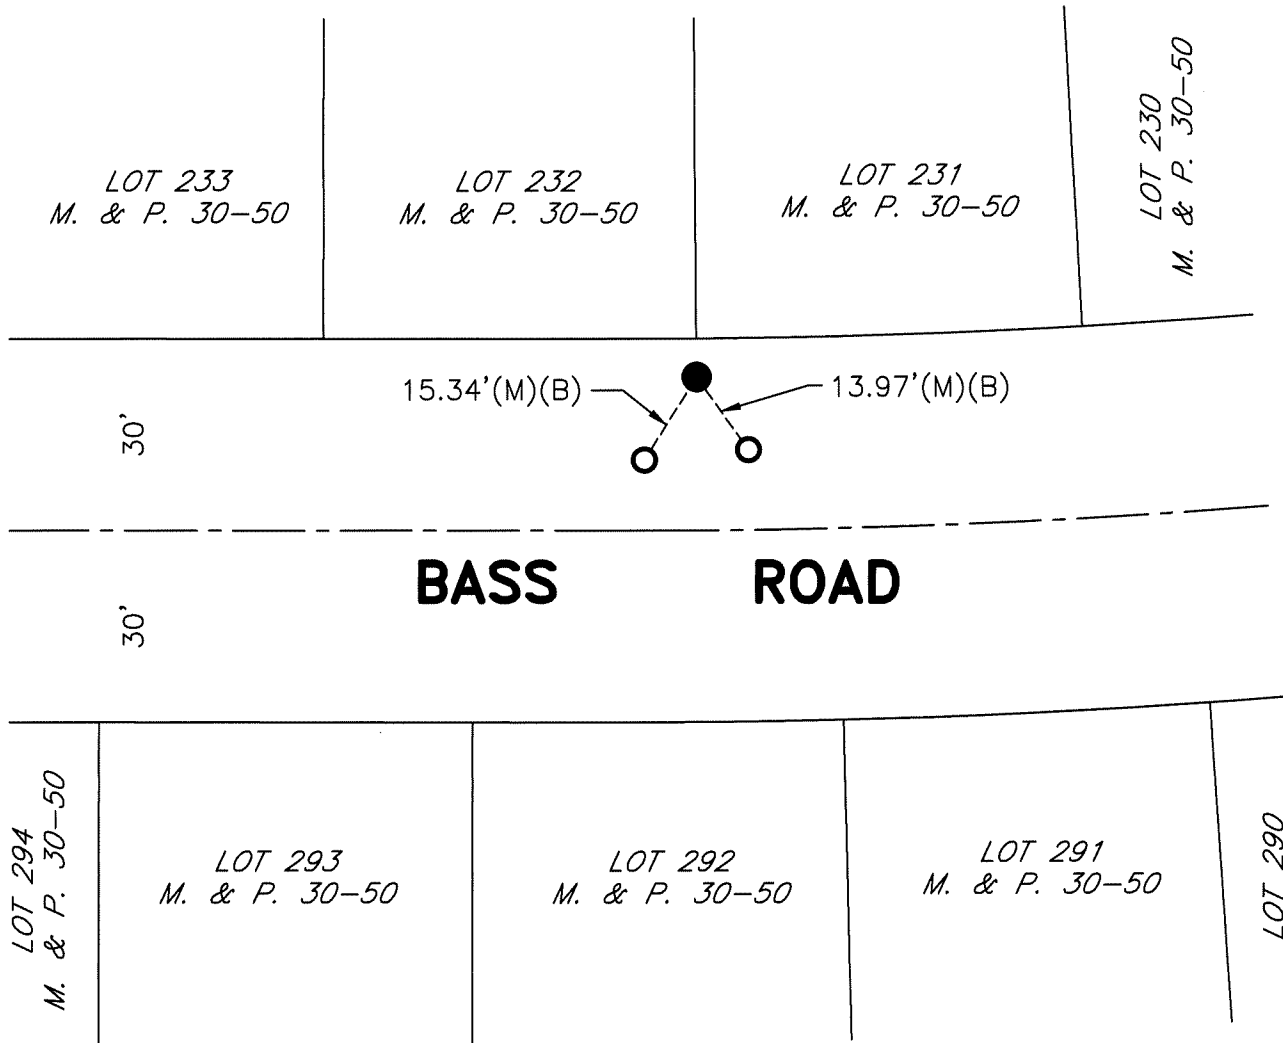 LOT 233
M. & P. 30-50
LOT 232
M. & P. 30-50
LOT 231
M. & P. 30-50
LOT 230
M. & P. 30-50
15.34'(M)(B)
13.97'(M)(B)
30'
BASS ROAD
30'
LOT 294
M. & P. 30-50
LOT 293
M. & P. 30-50
LOT 292
M. & P. 30-50
LOT 291
M. & P. 30-50
LOT 290